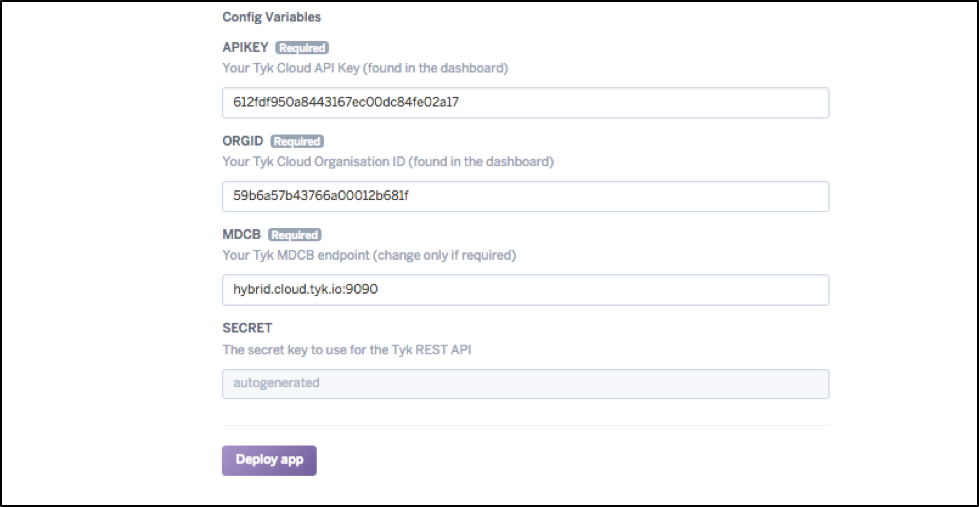 Config Variables
APIKEY Required
Your Tyk Cloud API Key (found in the dashboard)
612fdf950a8443167ec00dc84fe02a17
ORGID Required
Your Tyk Cloud Organisation ID (found in the dashboard)
59b6a57b43766a00012b681f
MDCB Required
Your Tyk MDCB endpoint (change only if required)
hybrid.cloud.tyk.io:9090
SECRET
The secret key to use for the Tyk REST API
autogenerated
Deploy app